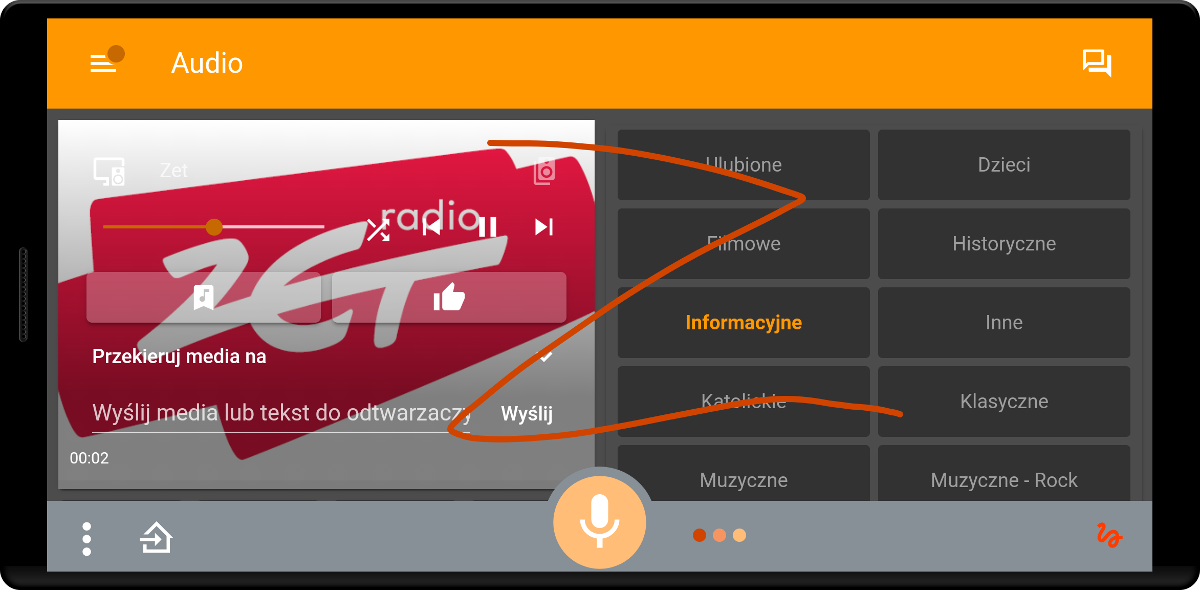 Audio
Zet
radio
ZET
Przekieruj media na
Wyślij media lub tekst do odtwarzaczy
Wyślij
00:02
Ulubione
Dzieci
Filmowe
Historyczne
Informacyjne
Inne
Katolickie
Klasyczne
Muzyczne
Muzyczne - Rock